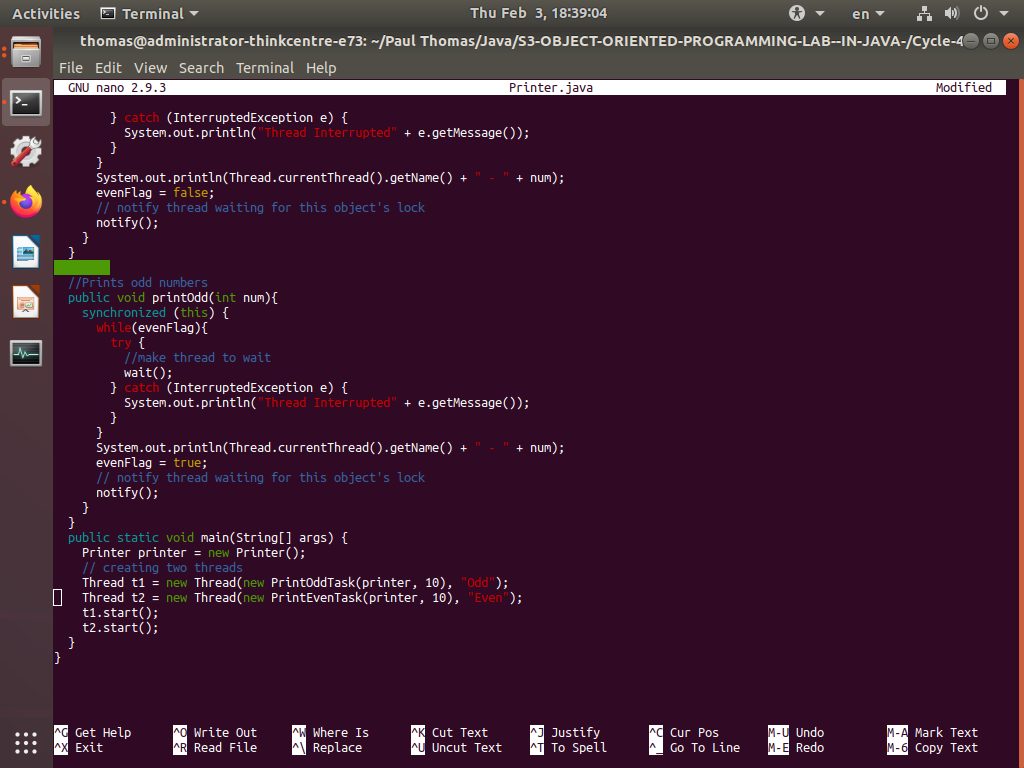 Activities Terminal Thu Feb 3, 18:39:04 en
thomas@administrator-thinkcentre-e73: ~/Paul Thomas/Java/S3-OBJECT-ORIENTED-PROGRAMMING-LAB--IN-JAVA-/Cycle-4
File Edit View Search Terminal Help
GNU nano 2.9.3 Printer.java Modified
} catch (InterruptedException e) {
System.out.println("Thread Interrupted" + e.getMessage());
}
}
System.out.println(Thread.currentThread().getName() + " - " + num);
evenFlag = false;
// notify thread waiting for this object's lock
notify();
}
}
//Prints odd numbers
public void printOdd(int num){
synchronized (this) {
while(evenFlag){
try {
//make thread to wait
wait();
} catch (InterruptedException e) {
System.out.println("Thread Interrupted" + e.getMessage());
}
}
System.out.println(Thread.currentThread().getName() + " - " + num);
evenFlag = true;
// notify thread waiting for this object's lock
notify();
}
}
public static void main(String[] args) {
Printer printer = new Printer();
// creating two threads
Thread t1 = new Thread(new PrintOddTask(printer, 10), "Odd");
Thread t2 = new Thread(new PrintEvenTask(printer, 10), "Even");
t1.start();
t2.start();
}
}
^G Get Help ^O Write Out ^W Where Is ^K Cut Text ^J Justify ^C Cur Pos M-U Undo M-A Mark Text
^X Exit ^R Read File ^\ Replace ^U Uncut Text ^T To Spell ^_ Go To Line M-E Redo M-6 Copy Text